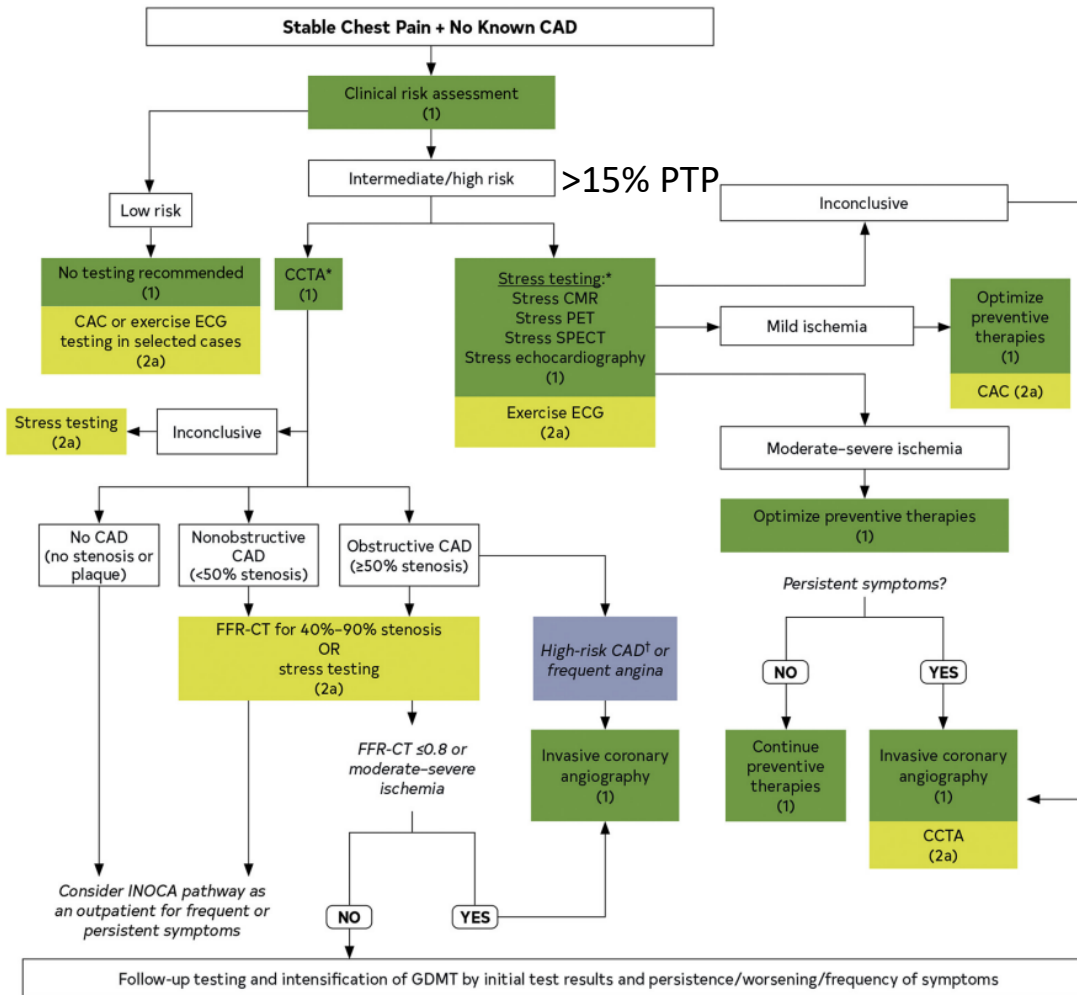 Stable Chest Pain + No Known CAD
Clinical risk assessment
(1)
Intermediate/high risk
>15% PTP
Inconclusive
Low risk
No testing recommended
(1)
CAC or exercise ECG
testing in selected cases
(2a)
CCTA*
(1)
Stress testing:*
Stress CMR
Stress PET
Stress SPECT
Stress echocardiography
(1)
Exercise ECG
(2a)
Mild ischemia
Optimize
preventive
therapies
(1)
CAC (2a)
Stress testing
(2a)
Inconclusive
Moderate–severe ischemia
Optimize preventive therapies
(1)
No CAD
(no stenosis or
plaque)
Nonobstructive
CAD
(<50% stenosis)
Obstructive CAD
(≥50% stenosis)
Persistent symptoms?
FFR-CT for 40%–90% stenosis
OR
stress testing
(2a)
High-risk CAD† or
frequent angina
NO
YES
FFR-CT ≤0.8 or
moderate–severe
ischemia
Invasive coronary
angiography
(1)
Continue
preventive
therapies
(1)
Invasive coronary
angiography
(1)
CCTA
(2a)
Consider INOCA pathway as
an outpatient for frequent or
persistent symptoms
NO
YES
Follow-up testing and intensification of GDMT by initial test results and persistence/worsening/frequency of symptoms